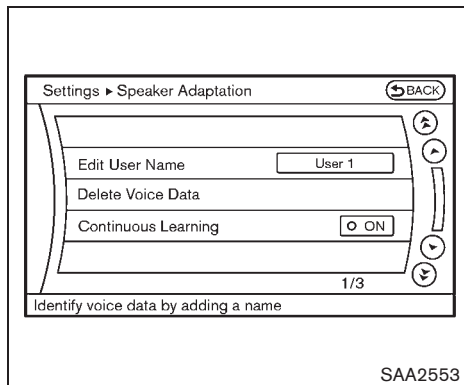 Settings ▸ Speaker Adaptation BACK
Edit User Name User 1
Delete Voice Data
Continuous Learning ON
1/3
Identify voice data by adding a name
SAA2553